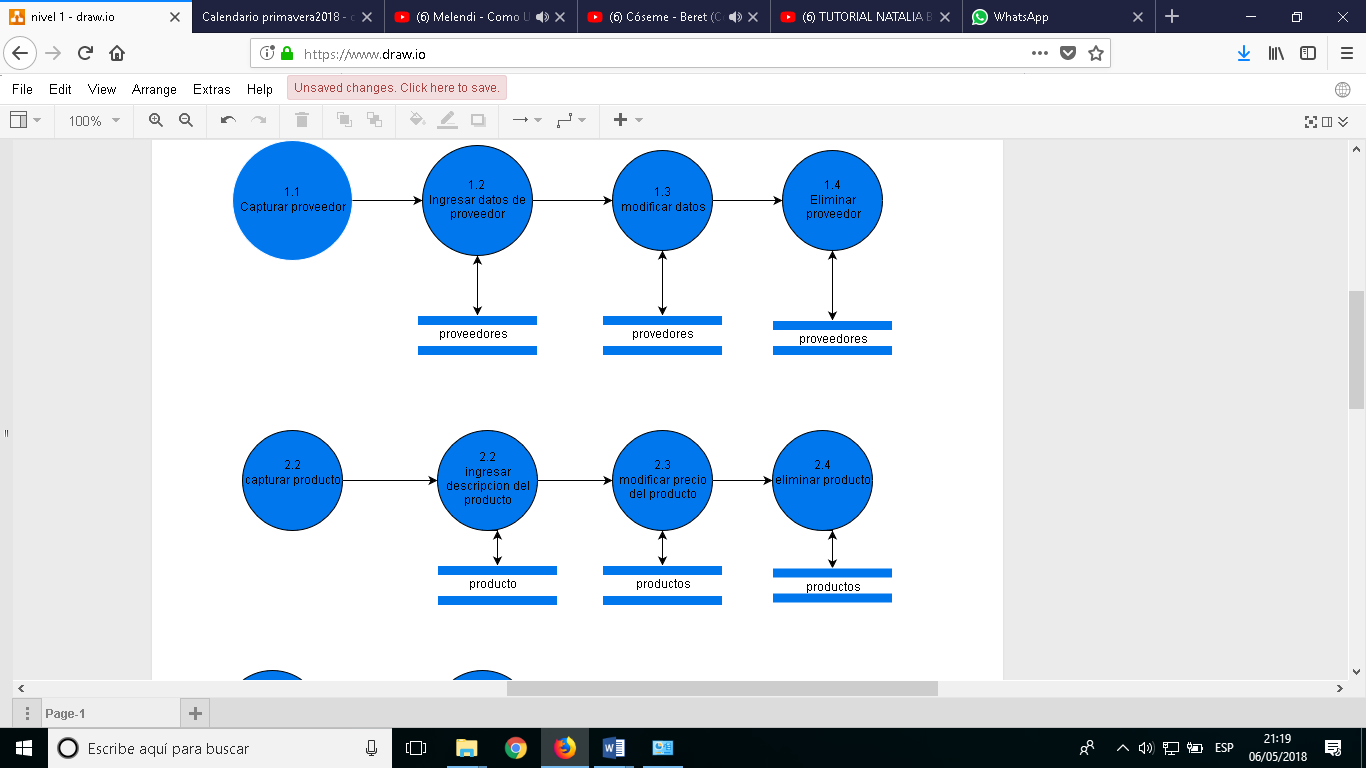 nivel 1 - draw.io
Calendario primavera2018 -
(6) Melendi - Como
(6) Cóseme - Beret
(6) TUTORIAL NATALIA
WhatsApp
https://www.draw.io
File Edit View Arrange Extras Help Unsaved changes. Click here to save.
100%
1.1
Capturar proveedor
1.2
Ingresar datos de
proveedor
1.3
modificar datos
1.4
Eliminar
proveedor
proveedores
provedores
proveedores
2.2
capturar producto
2.2
ingresar
descripcion del
producto
2.3
modificar precio
del producto
2.4
eliminar producto
producto
productos
productos
Page-1
Escribe aquí para buscar
ESP
21:19
06/05/2018